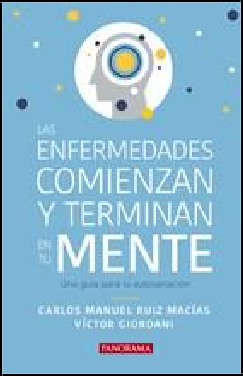 LAS
ENFERMEDADES
COMIENZAN
Y TERMINAN
EN TU
MENTE
Una guía para la autosanación
CARLOS MANUEL RUIZ MACÍAS
VÍCTOR GIORDANI
PANORAMA